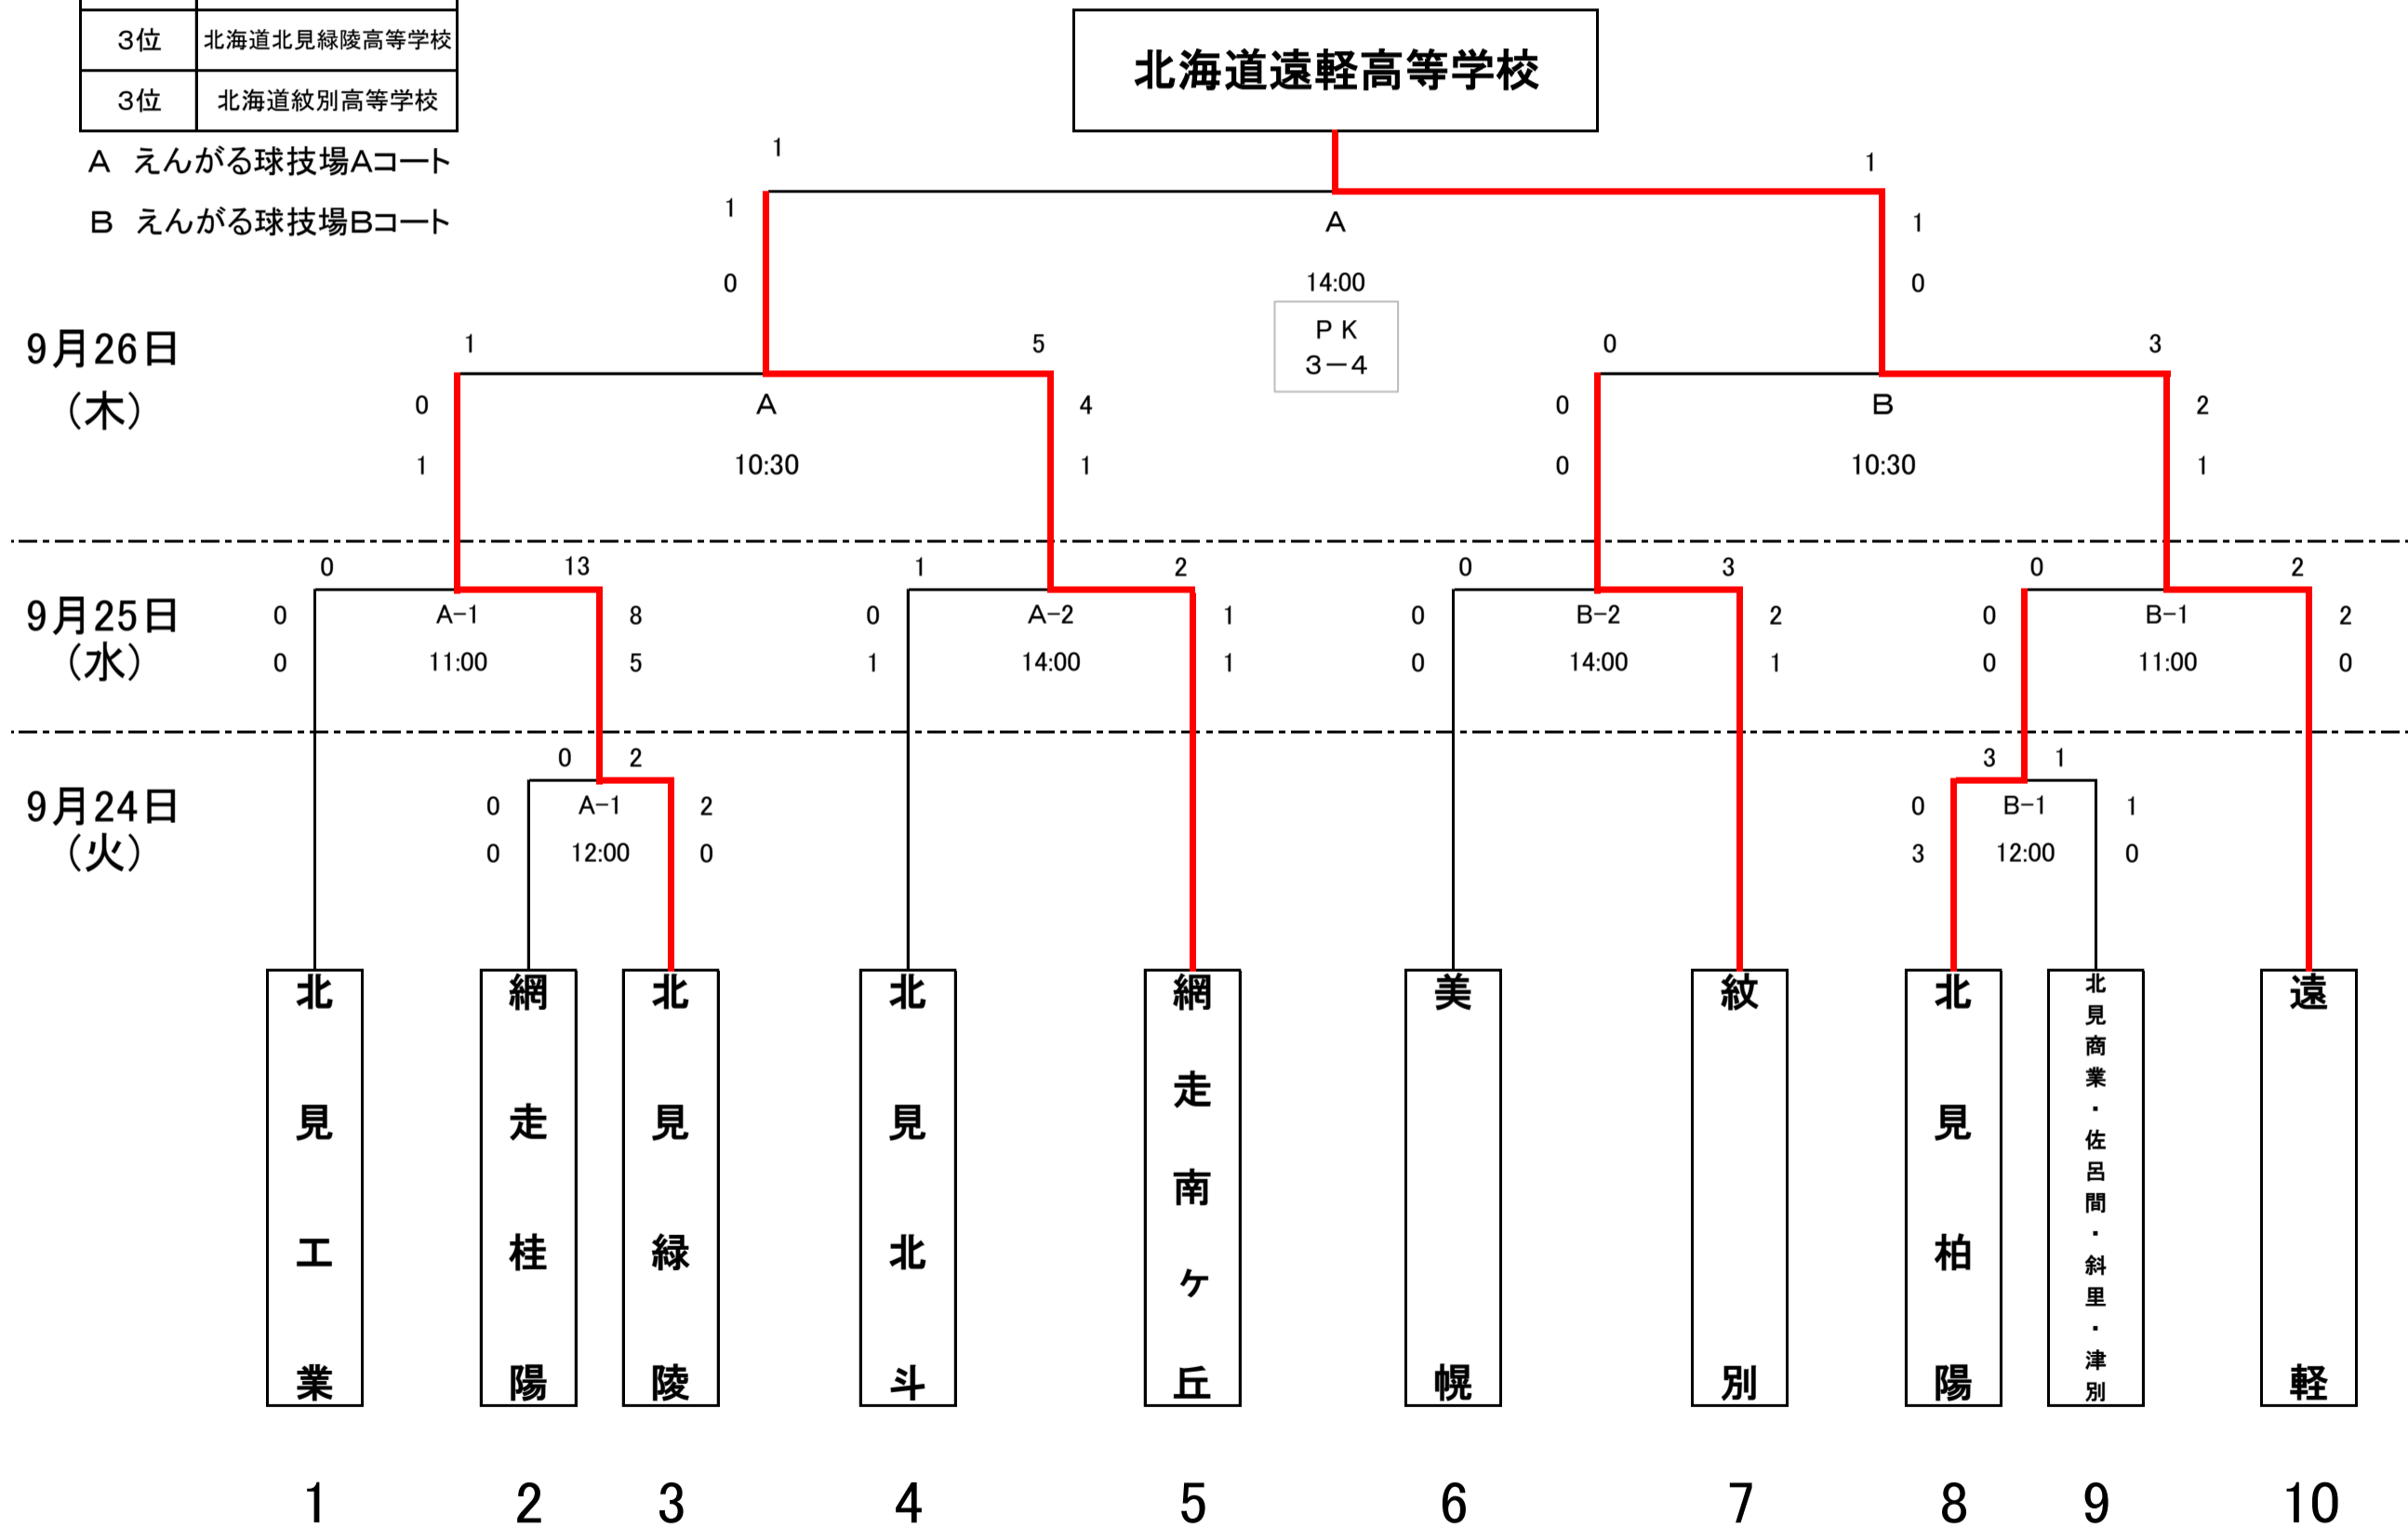 3位 北海道北見緑陵高等学校
3位 北海道紋別高等学校
北海道遠軽高等学校
A えんがる球技場Aコート
B えんがる球技場Bコート
1 1
1 A 1
0 14:00 0
PK
3－4
9月26日
（木）
1 5 0 3
0 A 4 0 B 2
1 10:30 1 0 10:30 1
9月25日
（水）
0 13 1 2 0 3 0 2
0 A-1 8 0 A-2 1 0 B-2 2 0 B-1 2
0 11:00 5 1 14:00 1 0 14:00 1 0 11:00 0
9月24日
（火）
0 2 3 1
0 A-1 2 0 B-1 1
0 12:00 0 3 12:00 0
北見工業
網走桂陽
北見緑陵
北見北斗
網走南ヶ丘
美幌
紋別
北見柏陽
北見商業・佐呂間・斜里・津別
遠軽
1 2 3 4 5 6 7 8 9 10